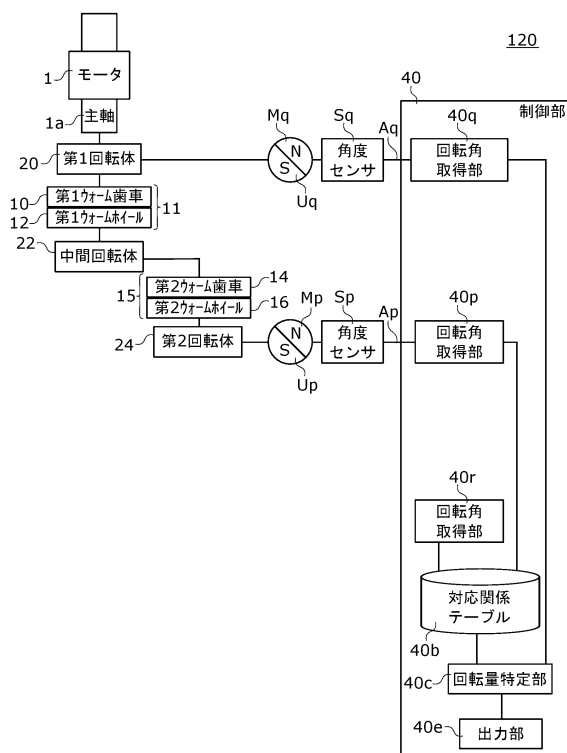 120
1
モータ
1a
主軸
20
第1回転体
10
第1ウォーム歯車
12
第1ウォームホイール
11
22
中間回転体
15
第2ウォーム歯車
14
第2ウォームホイール
16
24
第2回転体
Mq
N
S
Uq
Sq
角度
センサ
Aq
40
制御部
40q
回転角
取得部
Mp
N
S
Up
Sp
角度
センサ
Ap
40p
回転角
取得部
40r
回転角
取得部
対応関係
テーブル
40b
40c
回転量特定部
40e
出力部